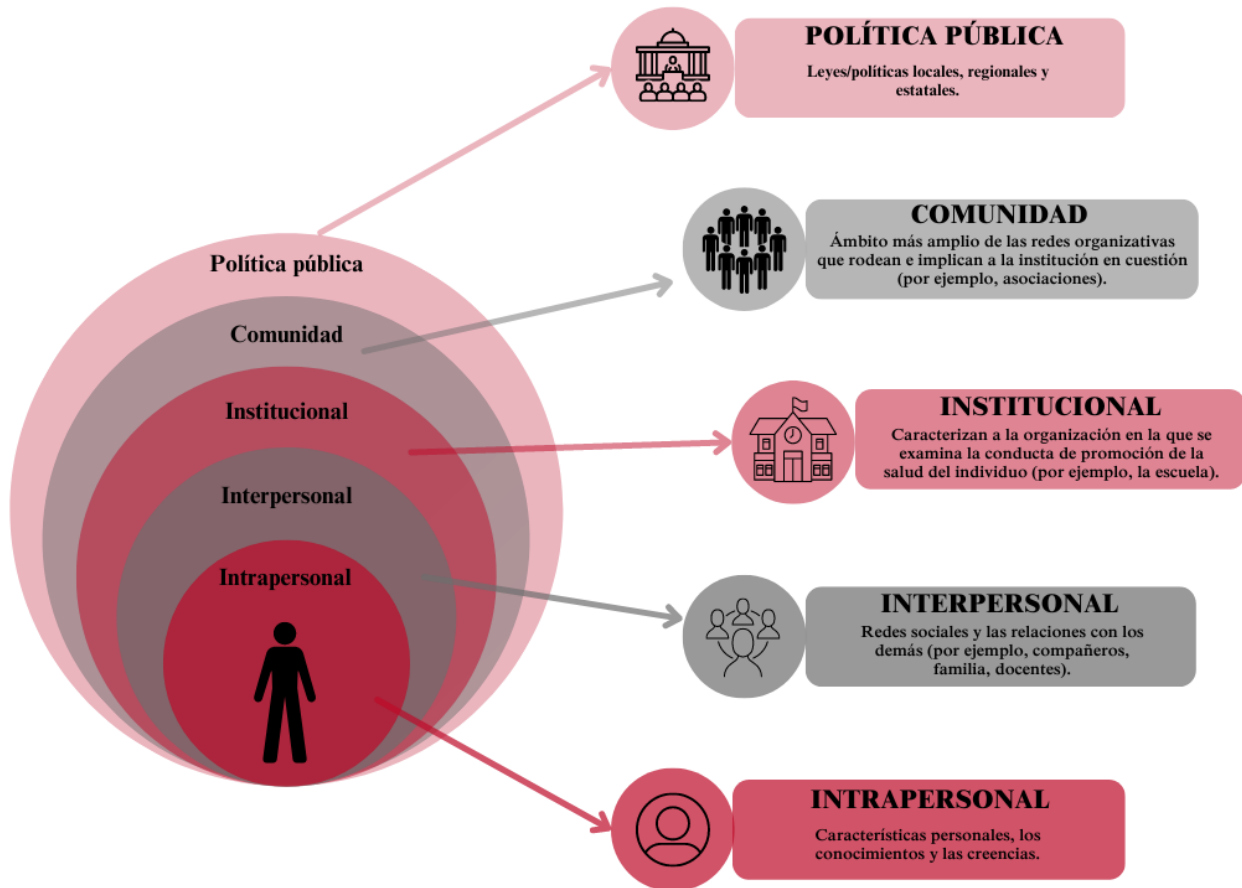 POLÍTICA PÚBLICA
Leyes/políticas locales, regionales y
estatales.
COMUNIDAD
Ámbito más amplio de las redes organizativas
que rodean e implican a la institución en cuestión
(por ejemplo, asociaciones).
INSTITUCIONAL
Caracterizan a la organización en la que se
examina la conducta de promoción de la
salud del individuo (por ejemplo, la escuela).
INTERPERSONAL
Redes sociales y las relaciones con los
demás (por ejemplo, compañeros,
familia, docentes).
INTRAPERSONAL
Características personales, los
conocimientos y las creencias.
Política pública
Comunidad
Institucional
Interpersonal
Intrapersonal